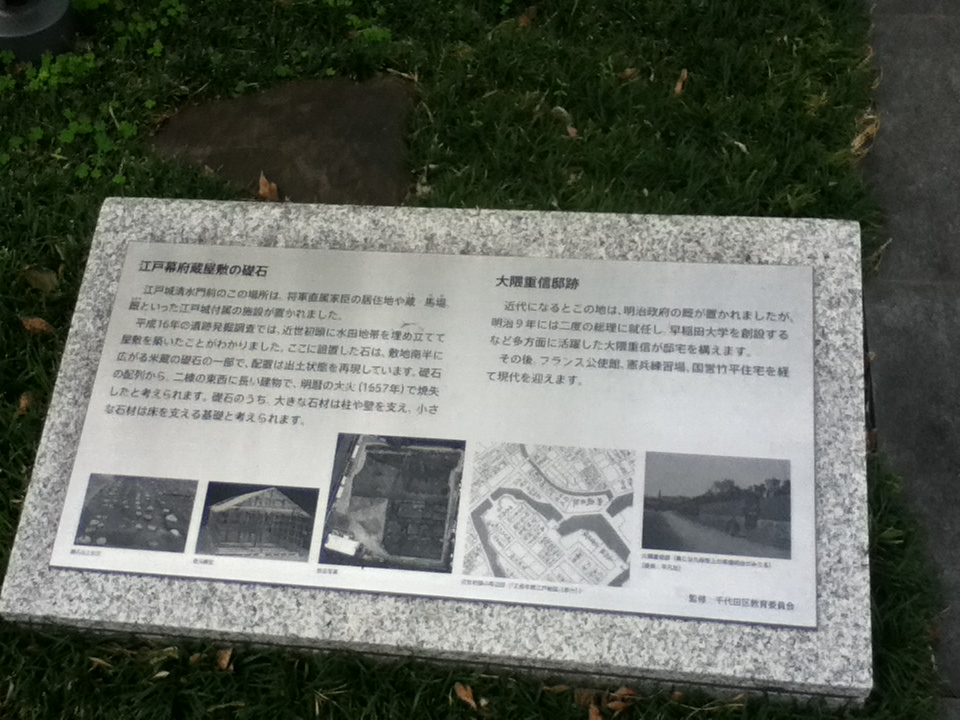 江戸幕府蔵屋敷の礎石
江戸城清水門前のこの場所は、将軍直属家臣の居住地や蔵、馬場、
館といった江戸城付属の施設が置かれました。
平成16年の遺跡発掘調査では、近世初頭に水田地帯を埋め立てて
屋敷を築いたことがわかりました。ここに設置した石は、敷地南半に
広がる米蔵の礎石の一部で、配置は出土状態を再現しています。礎石
の配列から、二棟の東西に長い建物で、明暦の大火(1657年)で焼失
したと考えられます。礎石のうち、大きな石材は柱や壁を支え、小さ
な石材は床を支える基礎と考えられます。
大隈重信邸跡
近代になるとこの地は、明治政府の厩が置かれましたが、
明治9年には二度の総理に就任し、早稲田大学を創設する
など多方面に活躍した大隈重信が邸宅を構えます。
その後、フランス公使館、憲兵練習場、国営竹平住宅を経
て現代を迎えます。
監修 千代田区教育委員会